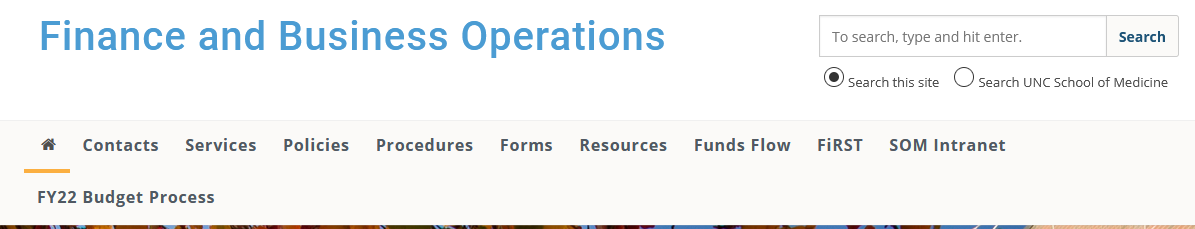 Finance and Business Operations
To search, type and hit enter.
Search
Search this site
Search UNC School of Medicine
Contacts Services Policies Procedures Forms Resources Funds Flow FiRST SOM Intranet
FY22 Budget Process